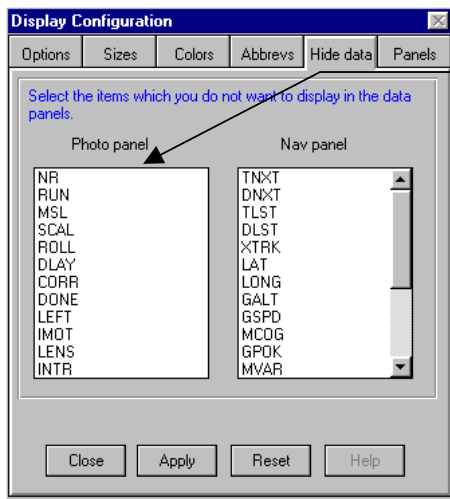 Display Configuration
Options Sizes Colors Abbrevs Hide data Panels
Select the items which you do not want to display in the data
panels.
Photo panel Nav panel
NR TNXT
RUN DNXT
MSL TLST
SCAL DLST
ROLL XTRK
DLAY LAT
CORR LONG
DONE GALT
LEFT GSPD
IMOT MCOG
LENS GPOK
INTR MVAR
Close Apply Reset Help